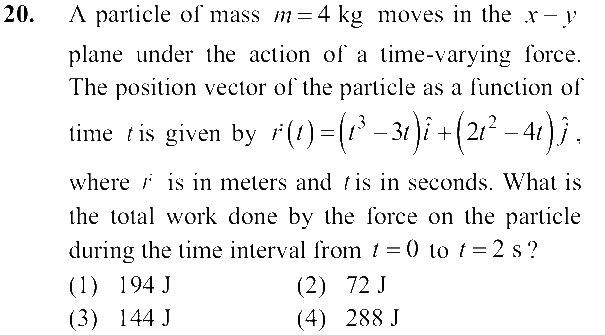 20. A particle of mass m = 4 kg moves in the x – y
plane under the action of a time-varying force.
The position vector of the particle as a function of
time t is given by r⃗(t) = (t³ – 3t)î + (2t² – 4t)ĵ,
where r⃗ is in meters and t is in seconds. What is
the total work done by the force on the particle
during the time interval from t = 0 to t = 2 s?
(1) 194 J (2) 72 J
(3) 144 J (4) 288 J